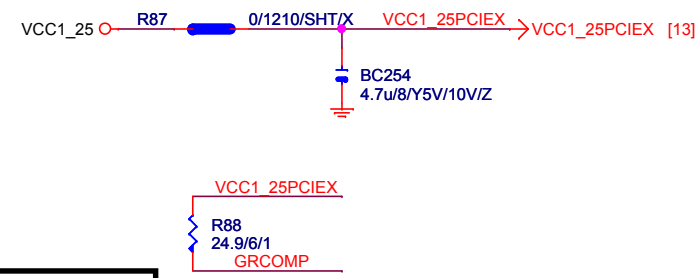 R87 0/1210/SHT/X VCC1_25PCIEX
VCC1_25 VCC1_25PCIEX [13]
BC254
4.7u/8/Y5V/10V/Z
VCC1_25PCIEX
R88
24.9/6/1
GRCOMP